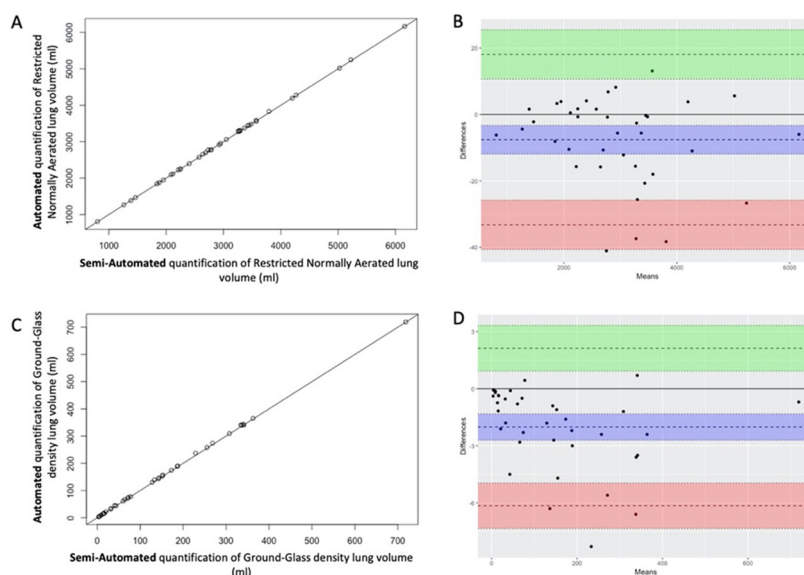 A
Automated quantification of Restricted
Normally Aerated lung volume (ml)
1000 2000 3000 4000 5000 6000
1000 2000 3000 4000 5000 6000
Semi-Automated quantification of Restricted Normally Aerated lung
volume (ml)
B
Differences
20
0
-20
-40
2000 4000 6000
Means
C
Automated quantification of Ground-Glass
density lung volume (ml)
0 100 200 300 400 500 700
0 100 200 300 400 500 600 700
Semi-Automated quantification of Ground-Glass density lung volume
(ml)
D
Differences
3
0
-3
-6
0 200 400 600
Means